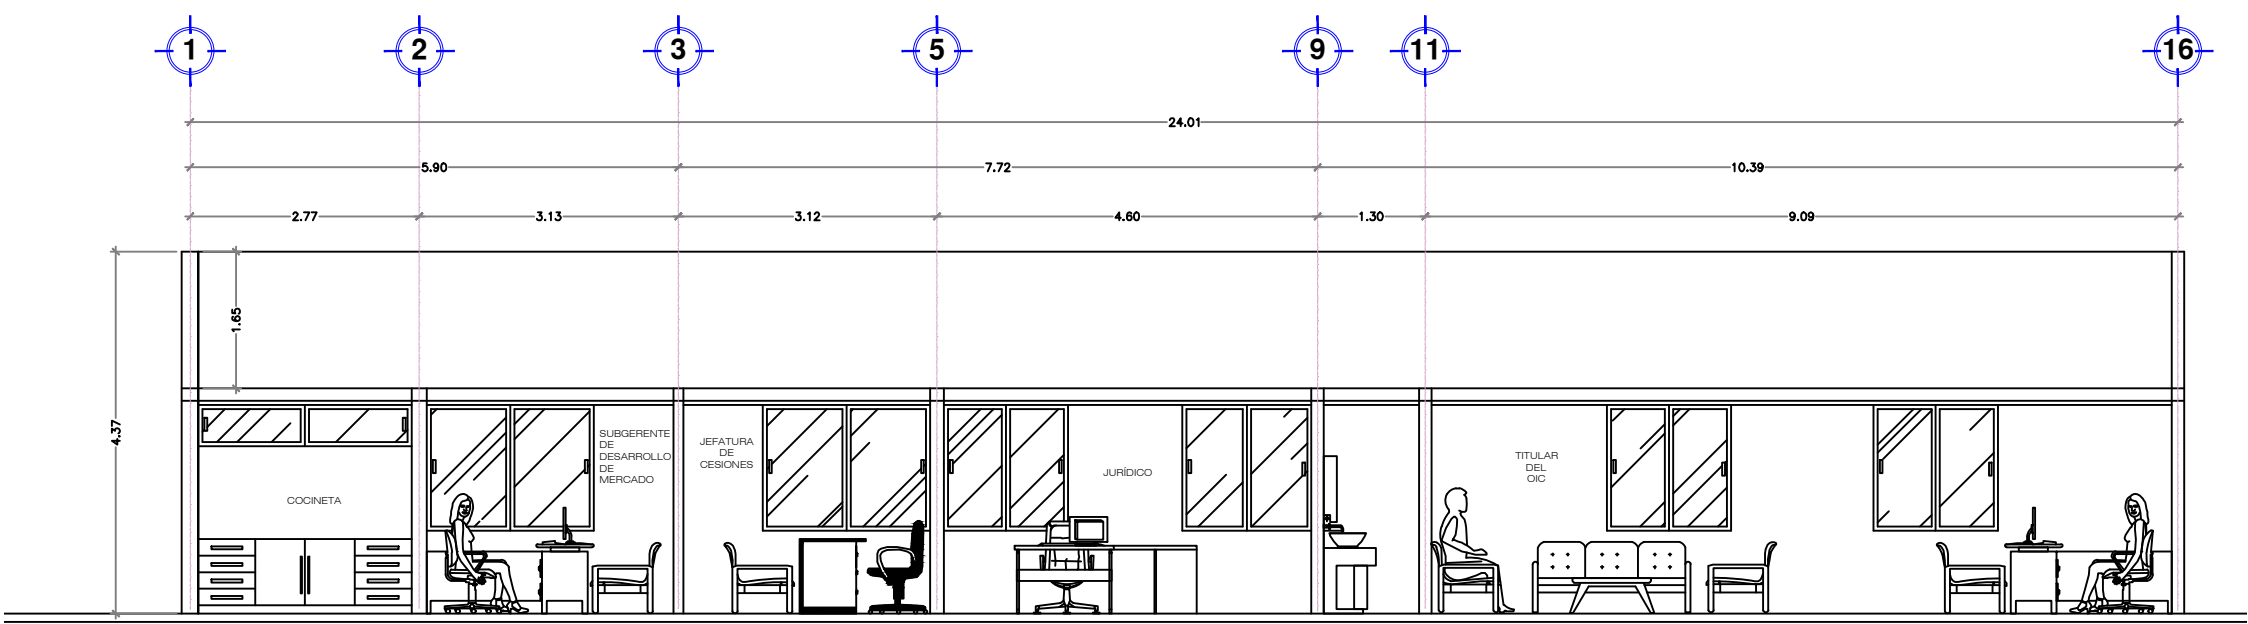 1 2 3 5 9 11 16
24.01
5.90 7.72 10.39
2.77 3.13 3.12 4.60 1.30 9.09
4.37
1.65
COCINETA
SUBGERENTE
DE
DESARROLLO
DE
MERCADO
JEFATURA
DE
CESIONES
JURÍDICO
TITULAR
DEL
OIC